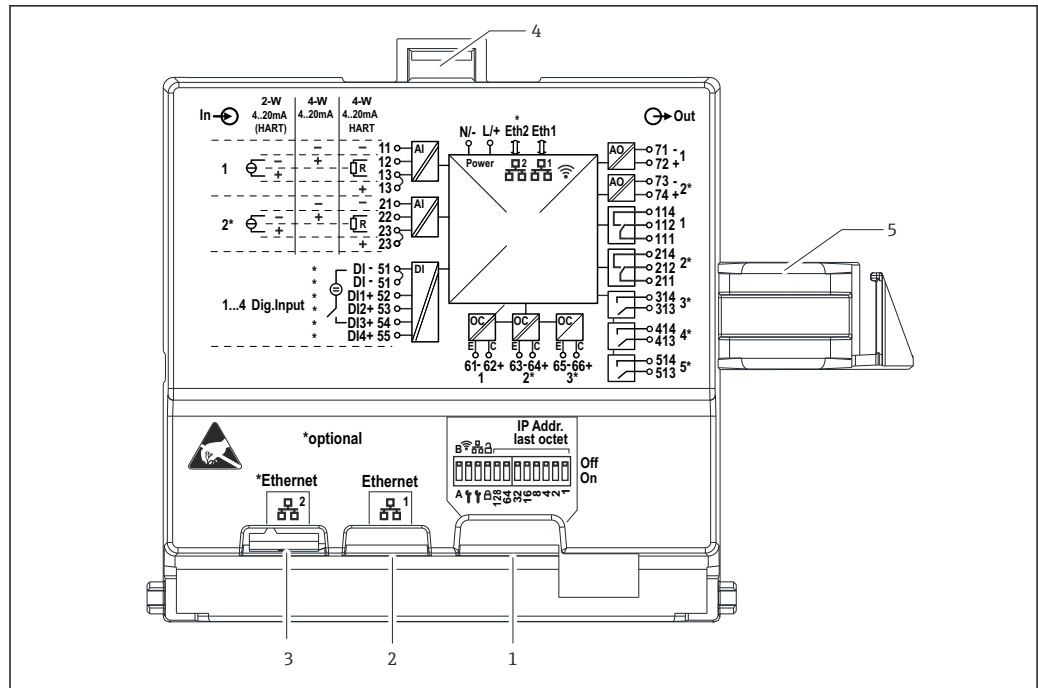 4
2-W 4-W 4-W
4..20mA 4..20mA 4..20mA
(HART) HART
In
Out
* 
N/- L/+ Eth2 Eth1
Power 2 1
1 - + - + - R +
11 AI
12
13
13
2* - + - + - R +
21 AI
22
23
23
1...4 Dig.Input
* DI - 51 DI
* DI - 51
* DI1+ 52
* DI2+ 53
* DI3+ 54
* DI4+ 55
AO 71 - 1
72 +
AO 73 - 2*
74 +
114
112 1
111
214
212 2*
211
314 3*
313
414 4*
413
514 5*
513
OC OC OC
E C E C E C
61- 62+ 63- 64+ 65- 66+
1 2* 3*
5
*optional
IP Addr.
last octet
B
Off
On
A D 128 64 32 16 8 4 2 1
*Ethernet Ethernet
2 1
3 2 1